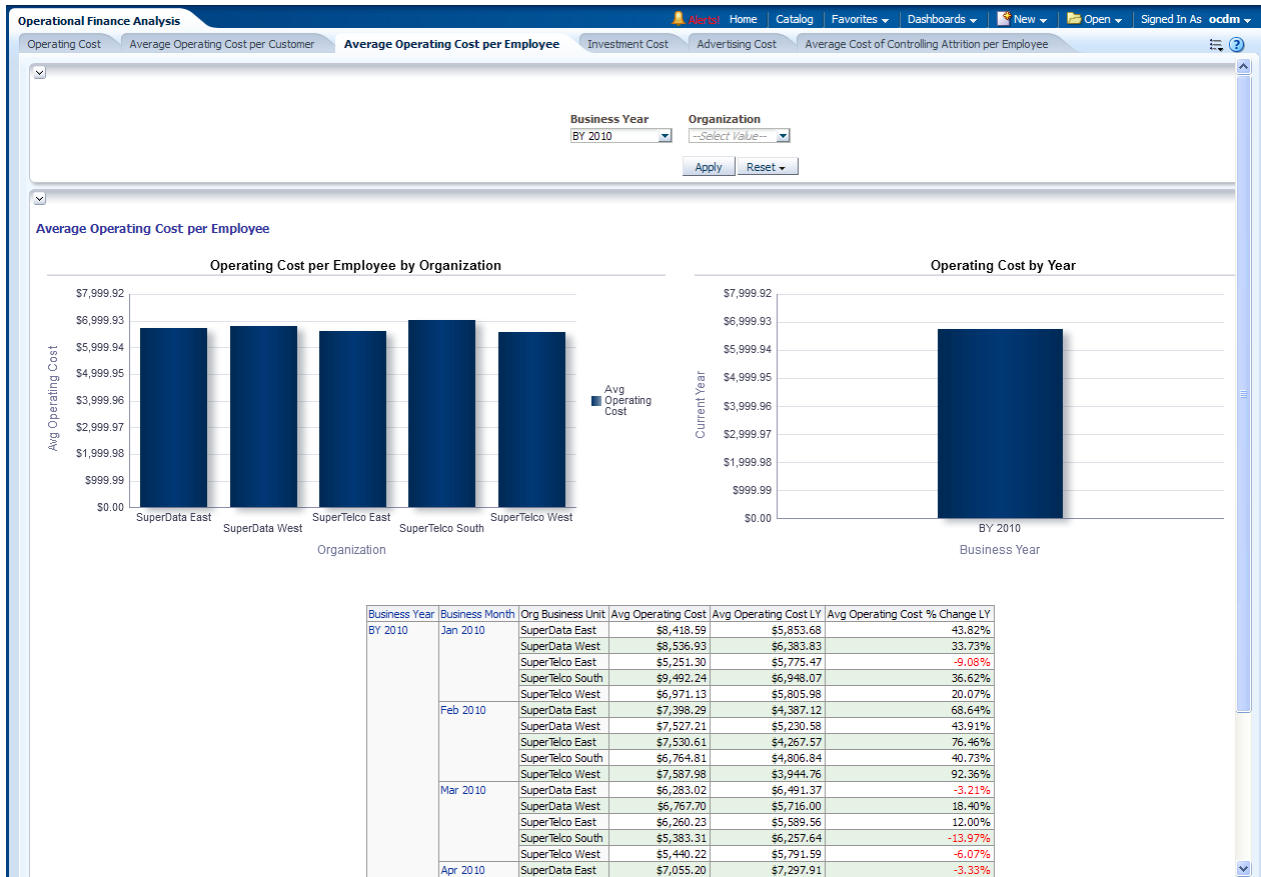 Operational Finance Analysis
Alerts! Home Catalog Favorites Dashboards New Open Signed In As ocdm
Operating Cost Average Operating Cost per Customer Average Operating Cost per Employee Investment Cost Advertising Cost Average Cost of Controlling Attrition per Employee
Business Year Organization
BY 2010 --Select Value--
Apply Reset
Average Operating Cost per Employee
Operating Cost per Employee by Organization
$7,999.92
$6,999.93
$5,999.94
$4,999.95
$3,999.96
$2,999.97
$1,999.98
$999.99
$0.00
Avg Operating Cost
SuperData East SuperData West SuperTelco East SuperTelco South SuperTelco West
Organization
Avg
Operating
Cost
Operating Cost by Year
$7,999.92
$6,999.93
$5,999.94
$4,999.95
$3,999.96
$2,999.97
$1,999.98
$999.99
$0.00
Current Year
BY 2010
Business Year
Business Year Business Month Org Business Unit Avg Operating Cost Avg Operating Cost LY Avg Operating Cost % Change LY
BY 2010 Jan 2010 SuperData East $8,418.59 $5,853.68 43.82%
SuperData West $8,536.93 $6,383.83 33.73%
SuperTelco East $5,251.30 $5,775.47 -9.08%
SuperTelco South $9,492.24 $6,948.07 36.62%
SuperTelco West $6,971.13 $5,805.98 20.07%
Feb 2010 SuperData East $7,398.29 $4,387.12 68.64%
SuperData West $7,527.21 $5,230.58 43.91%
SuperTelco East $7,530.61 $4,267.57 76.46%
SuperTelco South $6,764.81 $4,806.84 40.73%
SuperTelco West $7,587.98 $3,944.76 92.36%
Mar 2010 SuperData East $6,283.02 $6,491.37 -3.21%
SuperData West $6,767.70 $5,716.00 18.40%
SuperTelco East $6,260.23 $5,589.56 12.00%
SuperTelco South $5,383.31 $6,257.64 -13.97%
SuperTelco West $5,440.22 $5,791.59 -6.07%
Apr 2010 SuperData East $7,055.20 $7,297.91 -3.33%